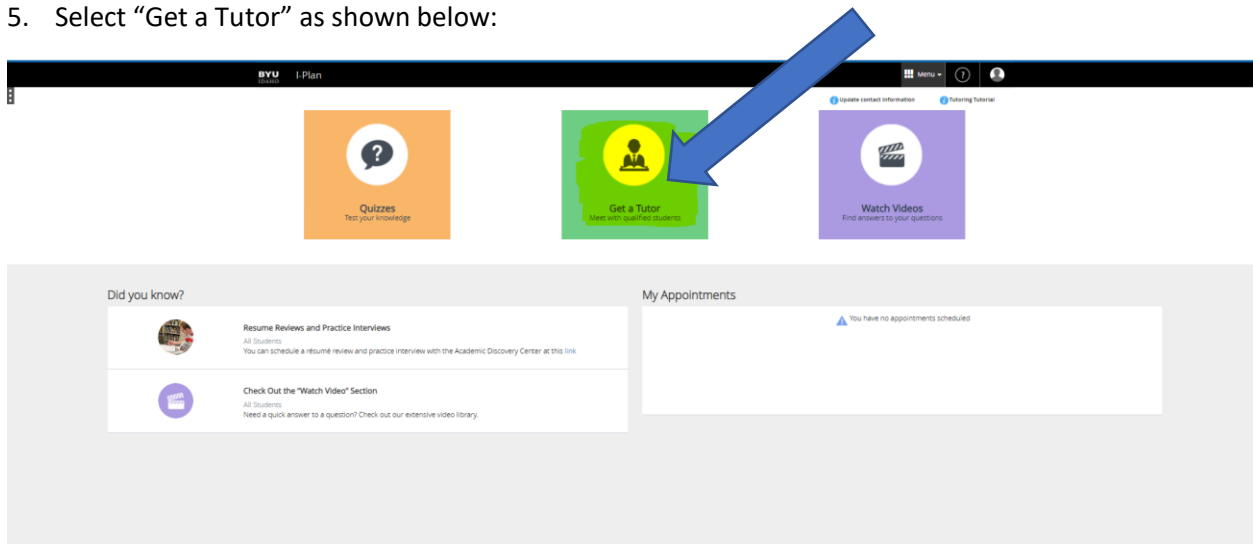 5. Select “Get a Tutor” as shown below:
BYU
IDAHO
I-Plan
Menu
?
Update contact information
Tutoring Tutorial
?
Quizzes
Test your knowledge
Get a Tutor
Meet with qualified students
Watch Videos
Find answers to your questions
Did you know?
Resume Reviews and Practice Interviews
All Students
You can schedule a résumé review and practice interview with the Academic Discovery Center at this link
Check Out the "Watch Video" Section
All Students
Need a quick answer to a question? Check out our extensive video library.
My Appointments
You have no appointments scheduled